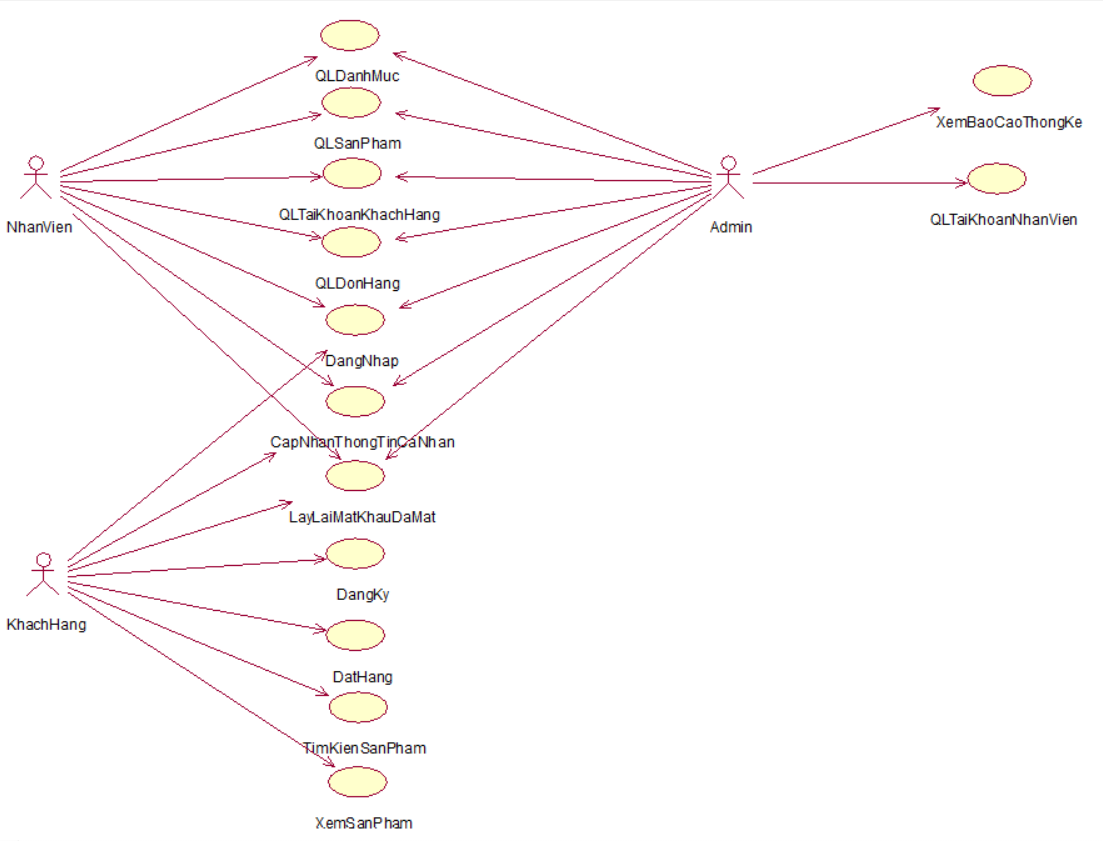 QLDanhMuc
XemBaoCaoThongKe
QLSanPham
QLTaiKhoanKhachHang
QLTaiKhoanNhanVien
NhanVien
Admin
QLDonHang
DangNhap
CapNhanThongTinCaNhan
LayLaiMatKhauDaMat
DangKy
KhachHang
DatHang
TimKienSanPham
XemSanPham